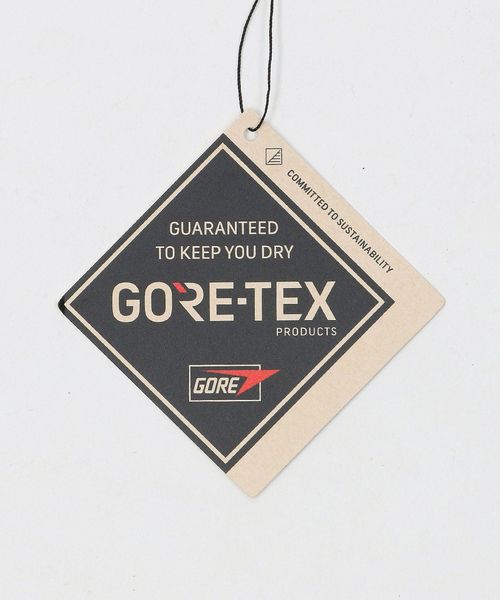 COMMITTED TO SUSTAINABILITY
GUARANTEED
TO KEEP YOU DRY
GORE-TEX
PRODUCTS
GORE